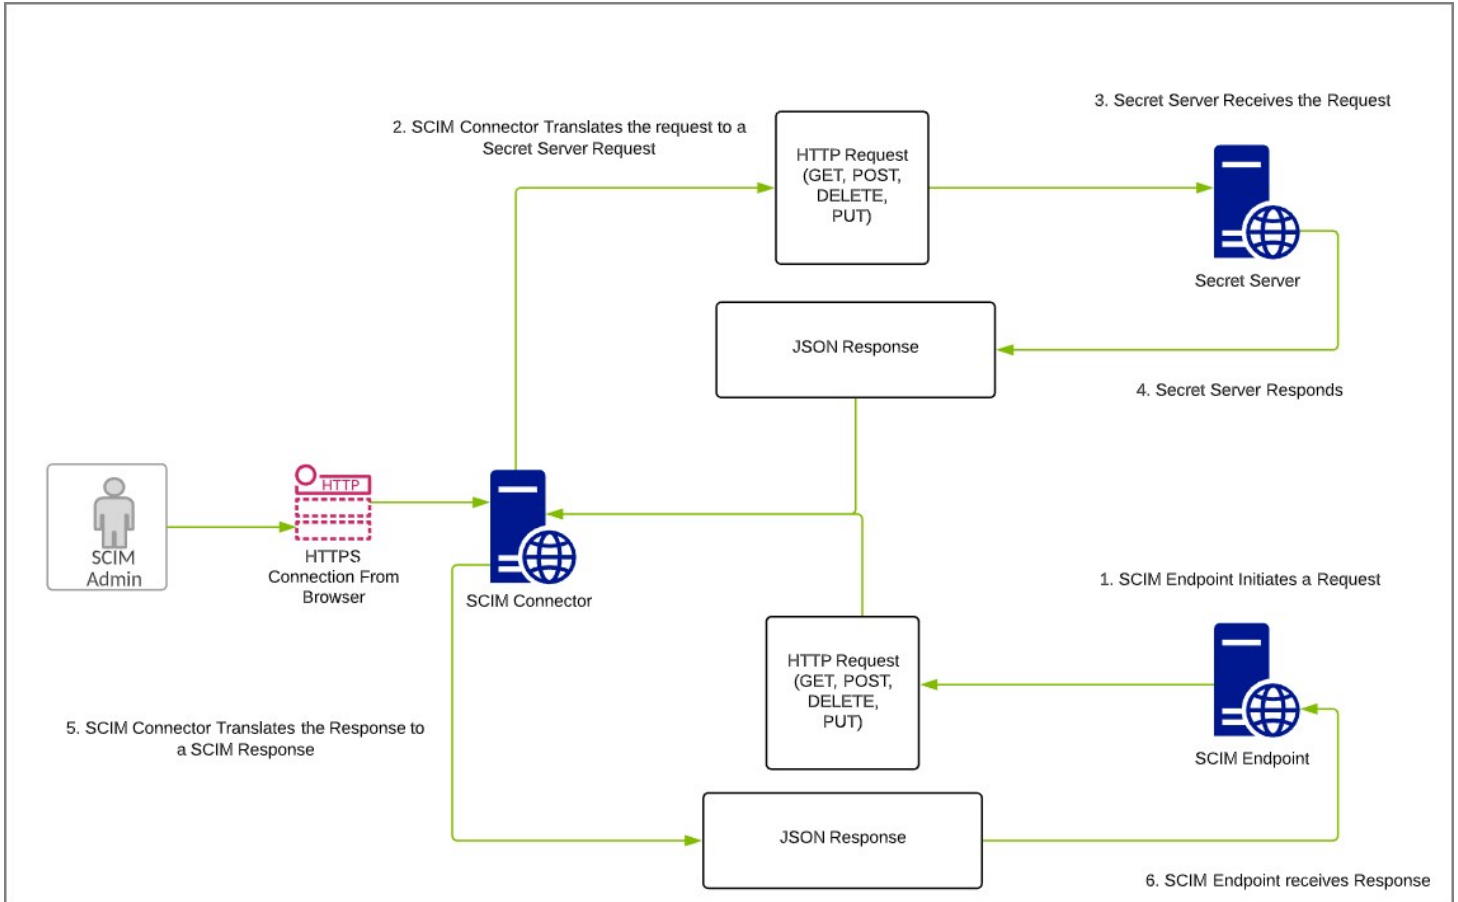 3. Secret Server Receives the Request
2. SCIM Connector Translates the request to a
Secret Server Request
HTTP Request
(GET, POST,
DELETE,
PUT)
Secret Server
JSON Response
4. Secret Server Responds
HTTP
SCIM
Admin
HTTPS
Connection From
Browser
SCIM Connector
1. SCIM Endpoint Initiates a Request
HTTP Request
(GET, POST,
DELETE,
PUT)
SCIM Endpoint
5. SCIM Connector Translates the Response to
a SCIM Response
JSON Response
6. SCIM Endpoint receives Response